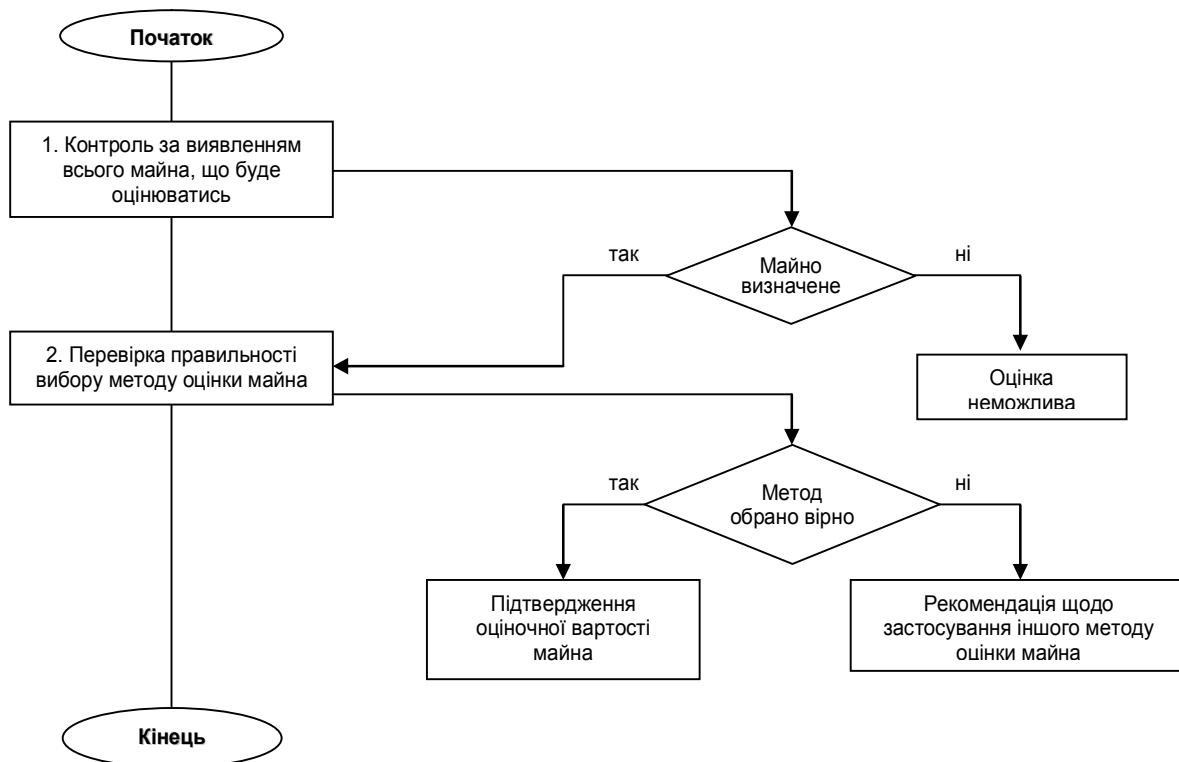 Початок
1. Контроль за виявленням
всього майна, що буде
оцінюватись
так
Майно
визначене
ні
2. Перевірка правильності
вибору методу оцінки майна
Оцінка
неможлива
так
Метод
обрано вірно
ні
Підтвердження
оціночної вартості
майна
Рекомендація щодо
застосування іншого методу
оцінки майна
Кінець